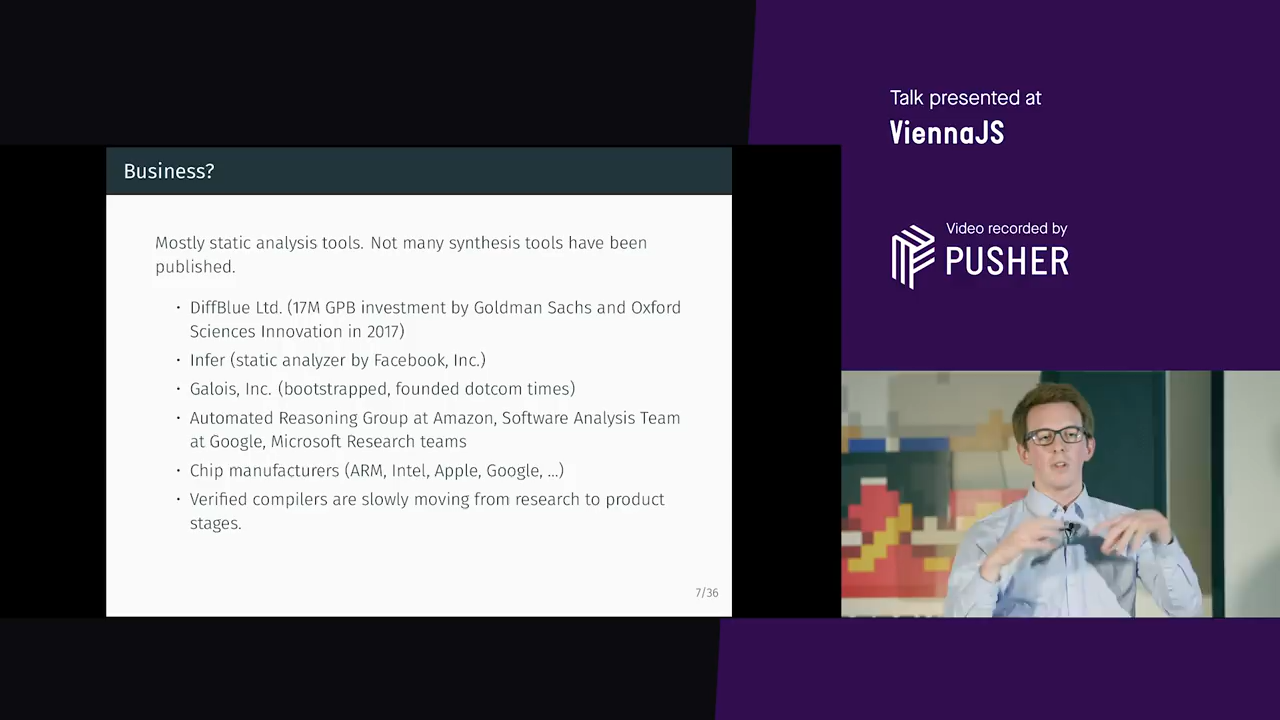 Business?
Mostly static analysis tools. Not many synthesis tools have been
published.
· DiffBlue Ltd. (17M GPB investment by Goldman Sachs and Oxford
Sciences Innovation in 2017)
· Infer (static analyzer by Facebook, Inc.)
· Galois, Inc. (bootstrapped, founded dotcom times)
· Automated Reasoning Group at Amazon, Software Analysis Team
at Google, Microsoft Research teams
· Chip manufacturers (ARM, Intel, Apple, Google, ...)
· Verified compilers are slowly moving from research to product
stages.
7/36
Talk presented at
ViennaJS
Video recorded by
PUSHER